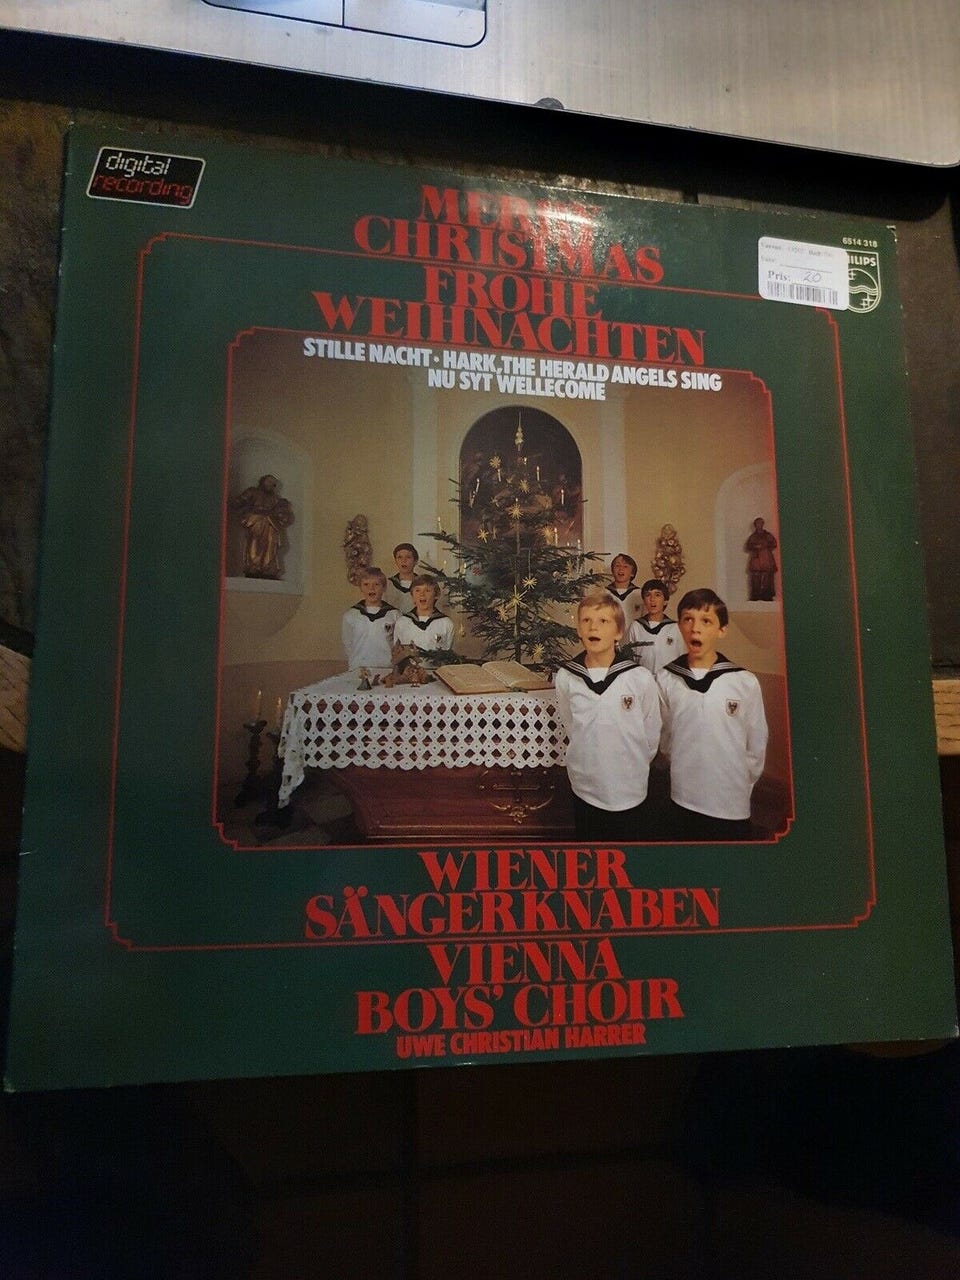 digital
recording
MERRY
CHRISTMAS
FROHE
WEIHNACHTEN
STILLE NACHT · HARK, THE HERALD ANGELS SING
NU SYT WELLECOME
6514 318
PHILIPS
Pris: 20
WIENER
SÄNGERKNABEN
VIENNA
BOYS' CHOIR
UWE CHRISTIAN HARRER